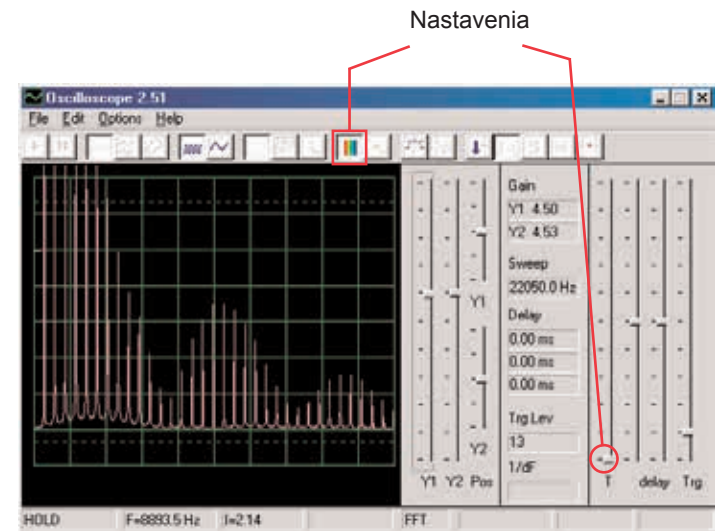 Nastavenia
Oscilloscope 2.51
File Edit Options Help
Gain
Y1 4.50
Y2 4.53
Sweep
22050.0 Hz
Delay
0.00 ms
0.00 ms
0.00 ms
Trg Lev
13
1/dF
Y1
Y2
Y1 Y2 Pos
T delay Trg
HOLD F=8893.5 Hz I=2.14 FFT